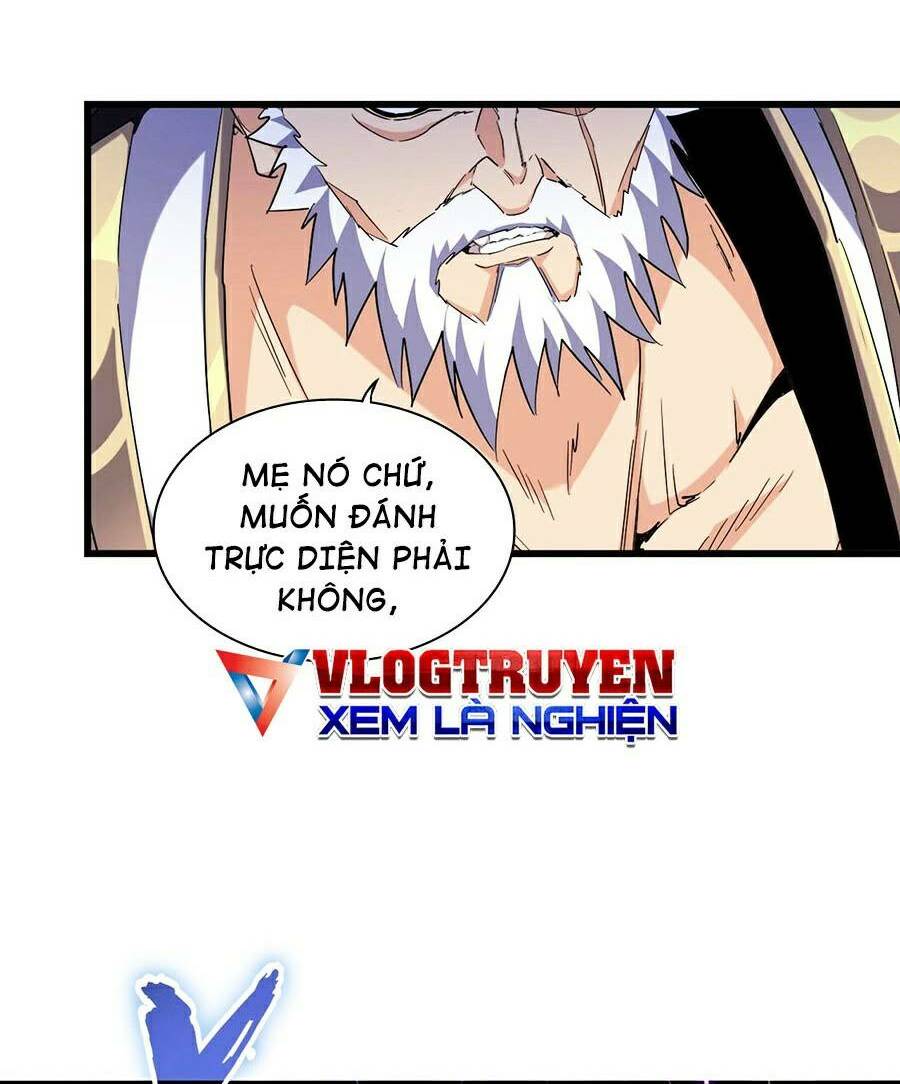 MẸ NÓ CHỨ,
MUỐN ĐÁNH
TRỰC DIỆN PHẢI
KHÔNG,
VLOGTRUYEN
XEM LÀ NGHIỆN
V